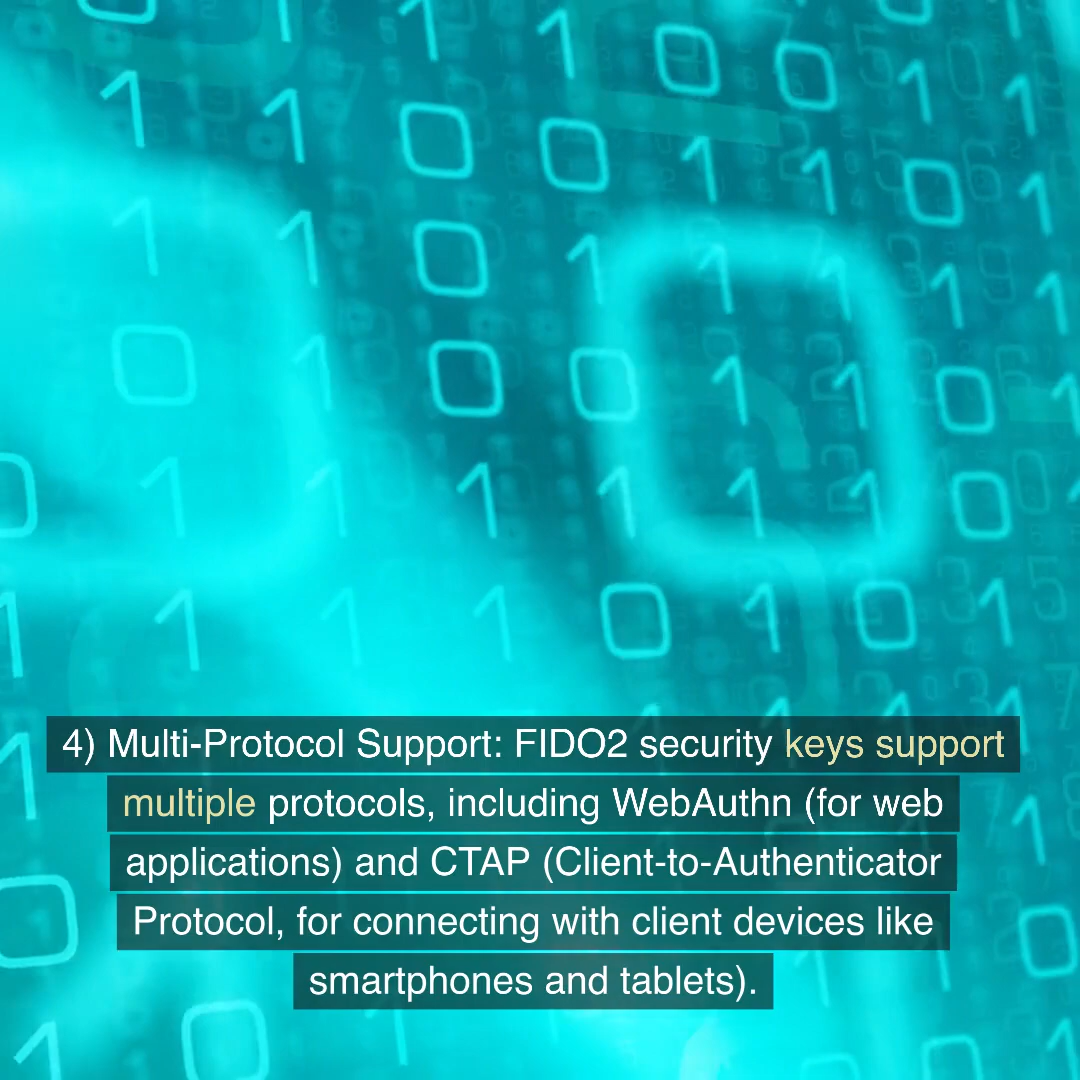 4) Multi-Protocol Support: FIDO2 security keys support
multiple protocols, including WebAuthn (for web
applications) and CTAP (Client-to-Authenticator
Protocol, for connecting with client devices like
smartphones and tablets).